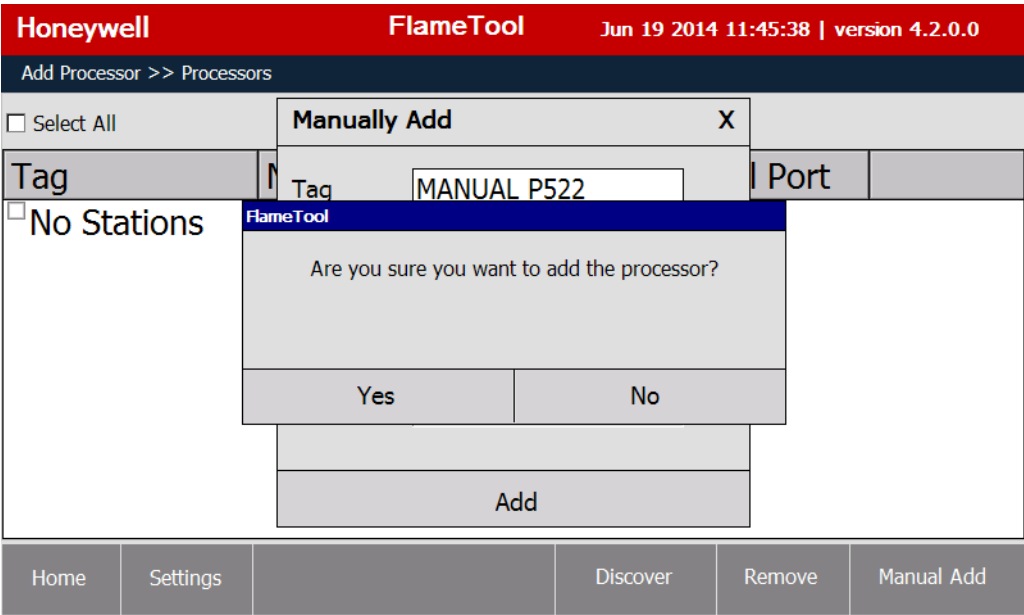 Honeywell FlameTool Jun 19 2014 11:45:38 | version 4.2.0.0
Add Processor >> Processors
Select All
Manually Add X
Tag Port
Tag MANUAL P522
No Stations
FlameTool
Are you sure you want to add the processor?
Yes No
Add
Home Settings Discover Remove Manual Add